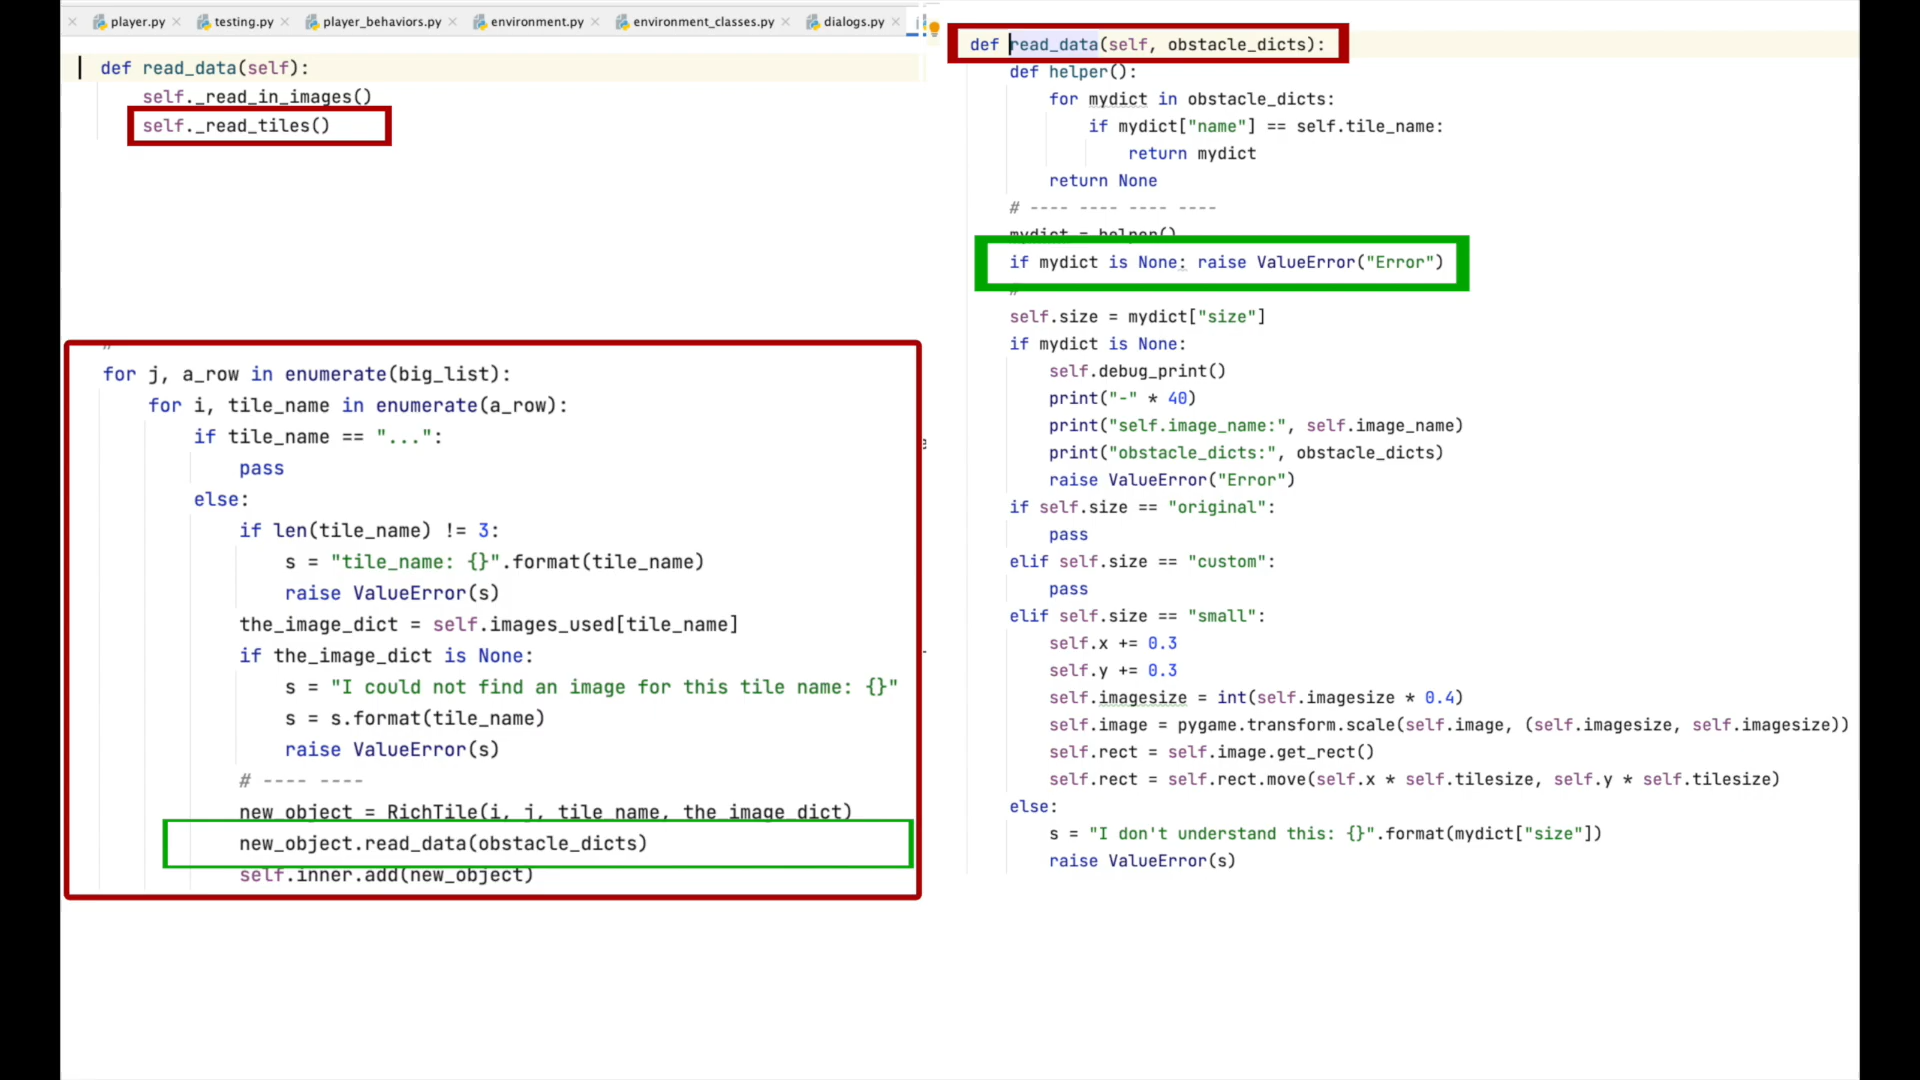 player.py testing.py player_behaviors.py environment.py environment_classes.py dialogs.py
def read_data(self):
self._read_in_images()
self._read_tiles()
for j, a_row in enumerate(big_list):
for i, tile_name in enumerate(a_row):
if tile_name == "...":
pass
else:
if len(tile_name) != 3:
s = "tile_name: {}".format(tile_name)
raise ValueError(s)
the_image_dict = self.images_used[tile_name]
if the_image_dict is None:
s = "I could not find an image for this tile name: {}"
s = s.format(tile_name)
raise ValueError(s)
# ---- ----
new_object = RichTile(i, j, tile_name, the_image_dict)
new_object.read_data(obstacle_dicts)
self.inner.add(new_object)
def read_data(self, obstacle_dicts):
def helper():
for mydict in obstacle_dicts:
if mydict["name"] == self.tile_name:
return mydict
return None
# ---- ---- ---- ----
mydict = helper()
if mydict is None: raise ValueError("Error")
#
self.size = mydict["size"]
if mydict is None:
self.debug_print()
print("-" * 40)
print("self.image_name:", self.image_name)
print("obstacle_dicts:", obstacle_dicts)
raise ValueError("Error")
if self.size == "original":
pass
elif self.size == "custom":
pass
elif self.size == "small":
self.x += 0.3
self.y += 0.3
self.imagesize = int(self.imagesize * 0.4)
self.image = pygame.transform.scale(self.image, (self.imagesize, self.imagesize))
self.rect = self.image.get_rect()
self.rect = self.rect.move(self.x * self.tilesize, self.y * self.tilesize)
else:
s = "I don't understand this: {}".format(mydict["size"])
raise ValueError(s)